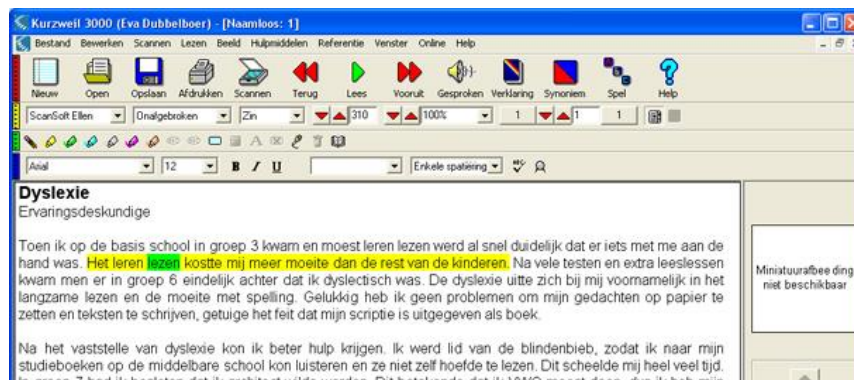 Kurzweil 3000 (Eva Dubbelboer) - [Naamloos: 1]
Bestand Bewerken Scannen Lezen Beeld Hulpmiddelen Referentie Venster Online Help
Nieuw Open Opslaan Afdrukken Scannen Terug Lees Vooruit Gesproken Verklaring Synoniem Spel Help
ScanSoft Ellen Onafgebroken Zin 310 100% 1 1 1
Arial 12 B I U Enkele spatiëring
Dyslexie
Ervaringsdeskundige
Toen ik op de basis school in groep 3 kwam en moest leren lezen werd al snel duidelijk dat er iets met me aan de
hand was. Het leren lezen kostte mij meer moeite dan de rest van de kinderen. Na vele testen en extra leeslessen
kwam men er in groep 6 eindelijk achter dat ik dyslectisch was. De dyslexie uitte zich bij mij voornamelijk in het
langzame lezen en de moeite met spelling. Gelukkig heb ik geen problemen om mijn gedachten op papier te
zetten en teksten te schrijven, getuige het feit dat mijn scriptie is uitgegeven als boek.
Na het vaststelle van dyslexie kon ik beter hulp krijgen. Ik werd lid van de blindenbieb, zodat ik naar mijn
studieboeken op de middelbare school kon luisteren en ze niet zelf hoefde te lezen. Dit scheelde mij heel veel tijd.
Miniatuurafbee ding
niet beschikbaar